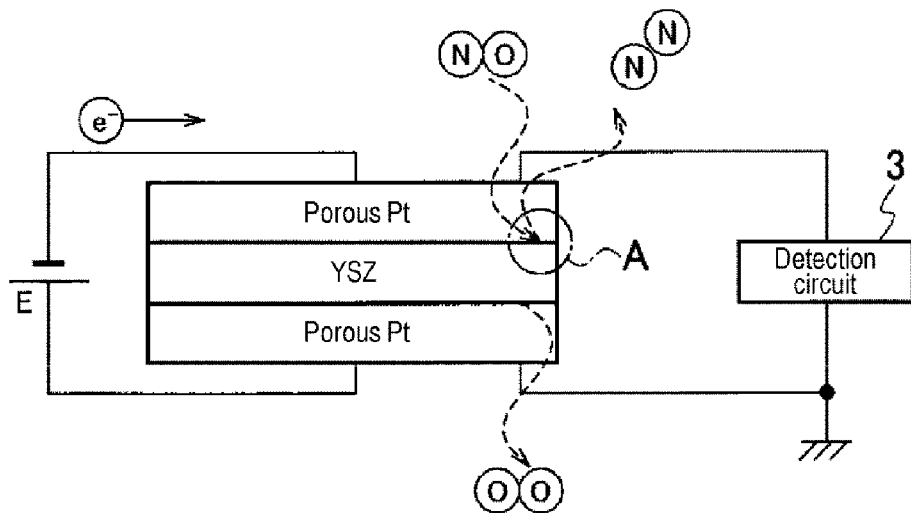 N O
N
N
e⁻
3
Porous Pt
A
YSZ
Detection
circuit
E
Porous Pt
O O